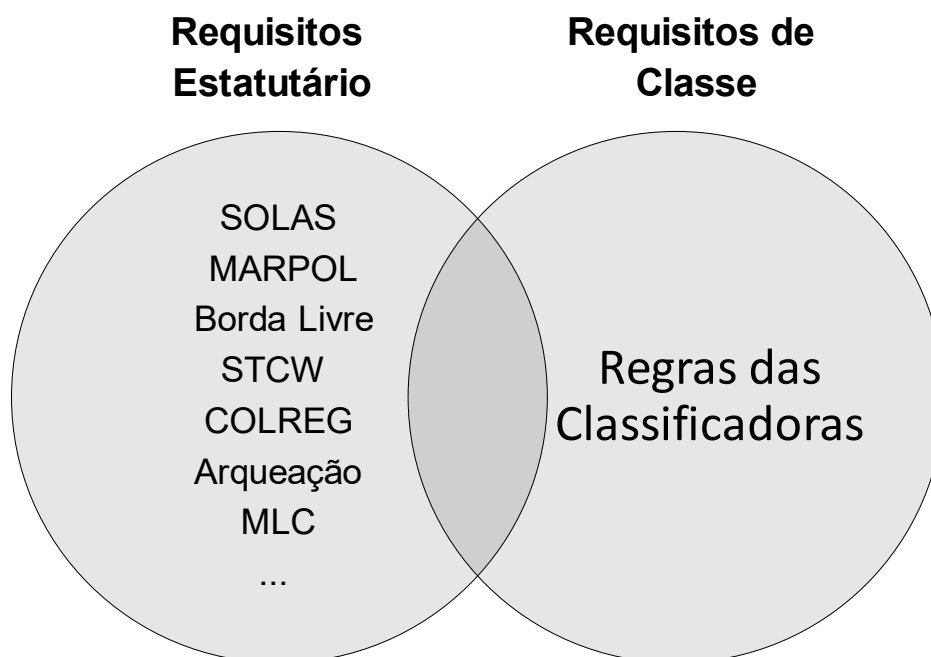 Requisitos
Estatutário
Requisitos de
Classe
SOLAS
MARPOL
Borda Livre
STCW
COLREG
Arqueação
MLC
...
Regras das
Classificadoras